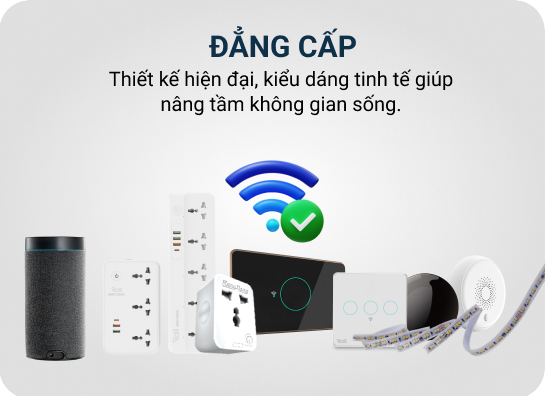 ĐẲNG CẤP
Thiết kế hiện đại, kiểu dáng tinh tế giúp
nâng tầm không gian sống.